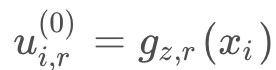 $u_{i,r}^{(0)} = g_{z,r}(x_i)$